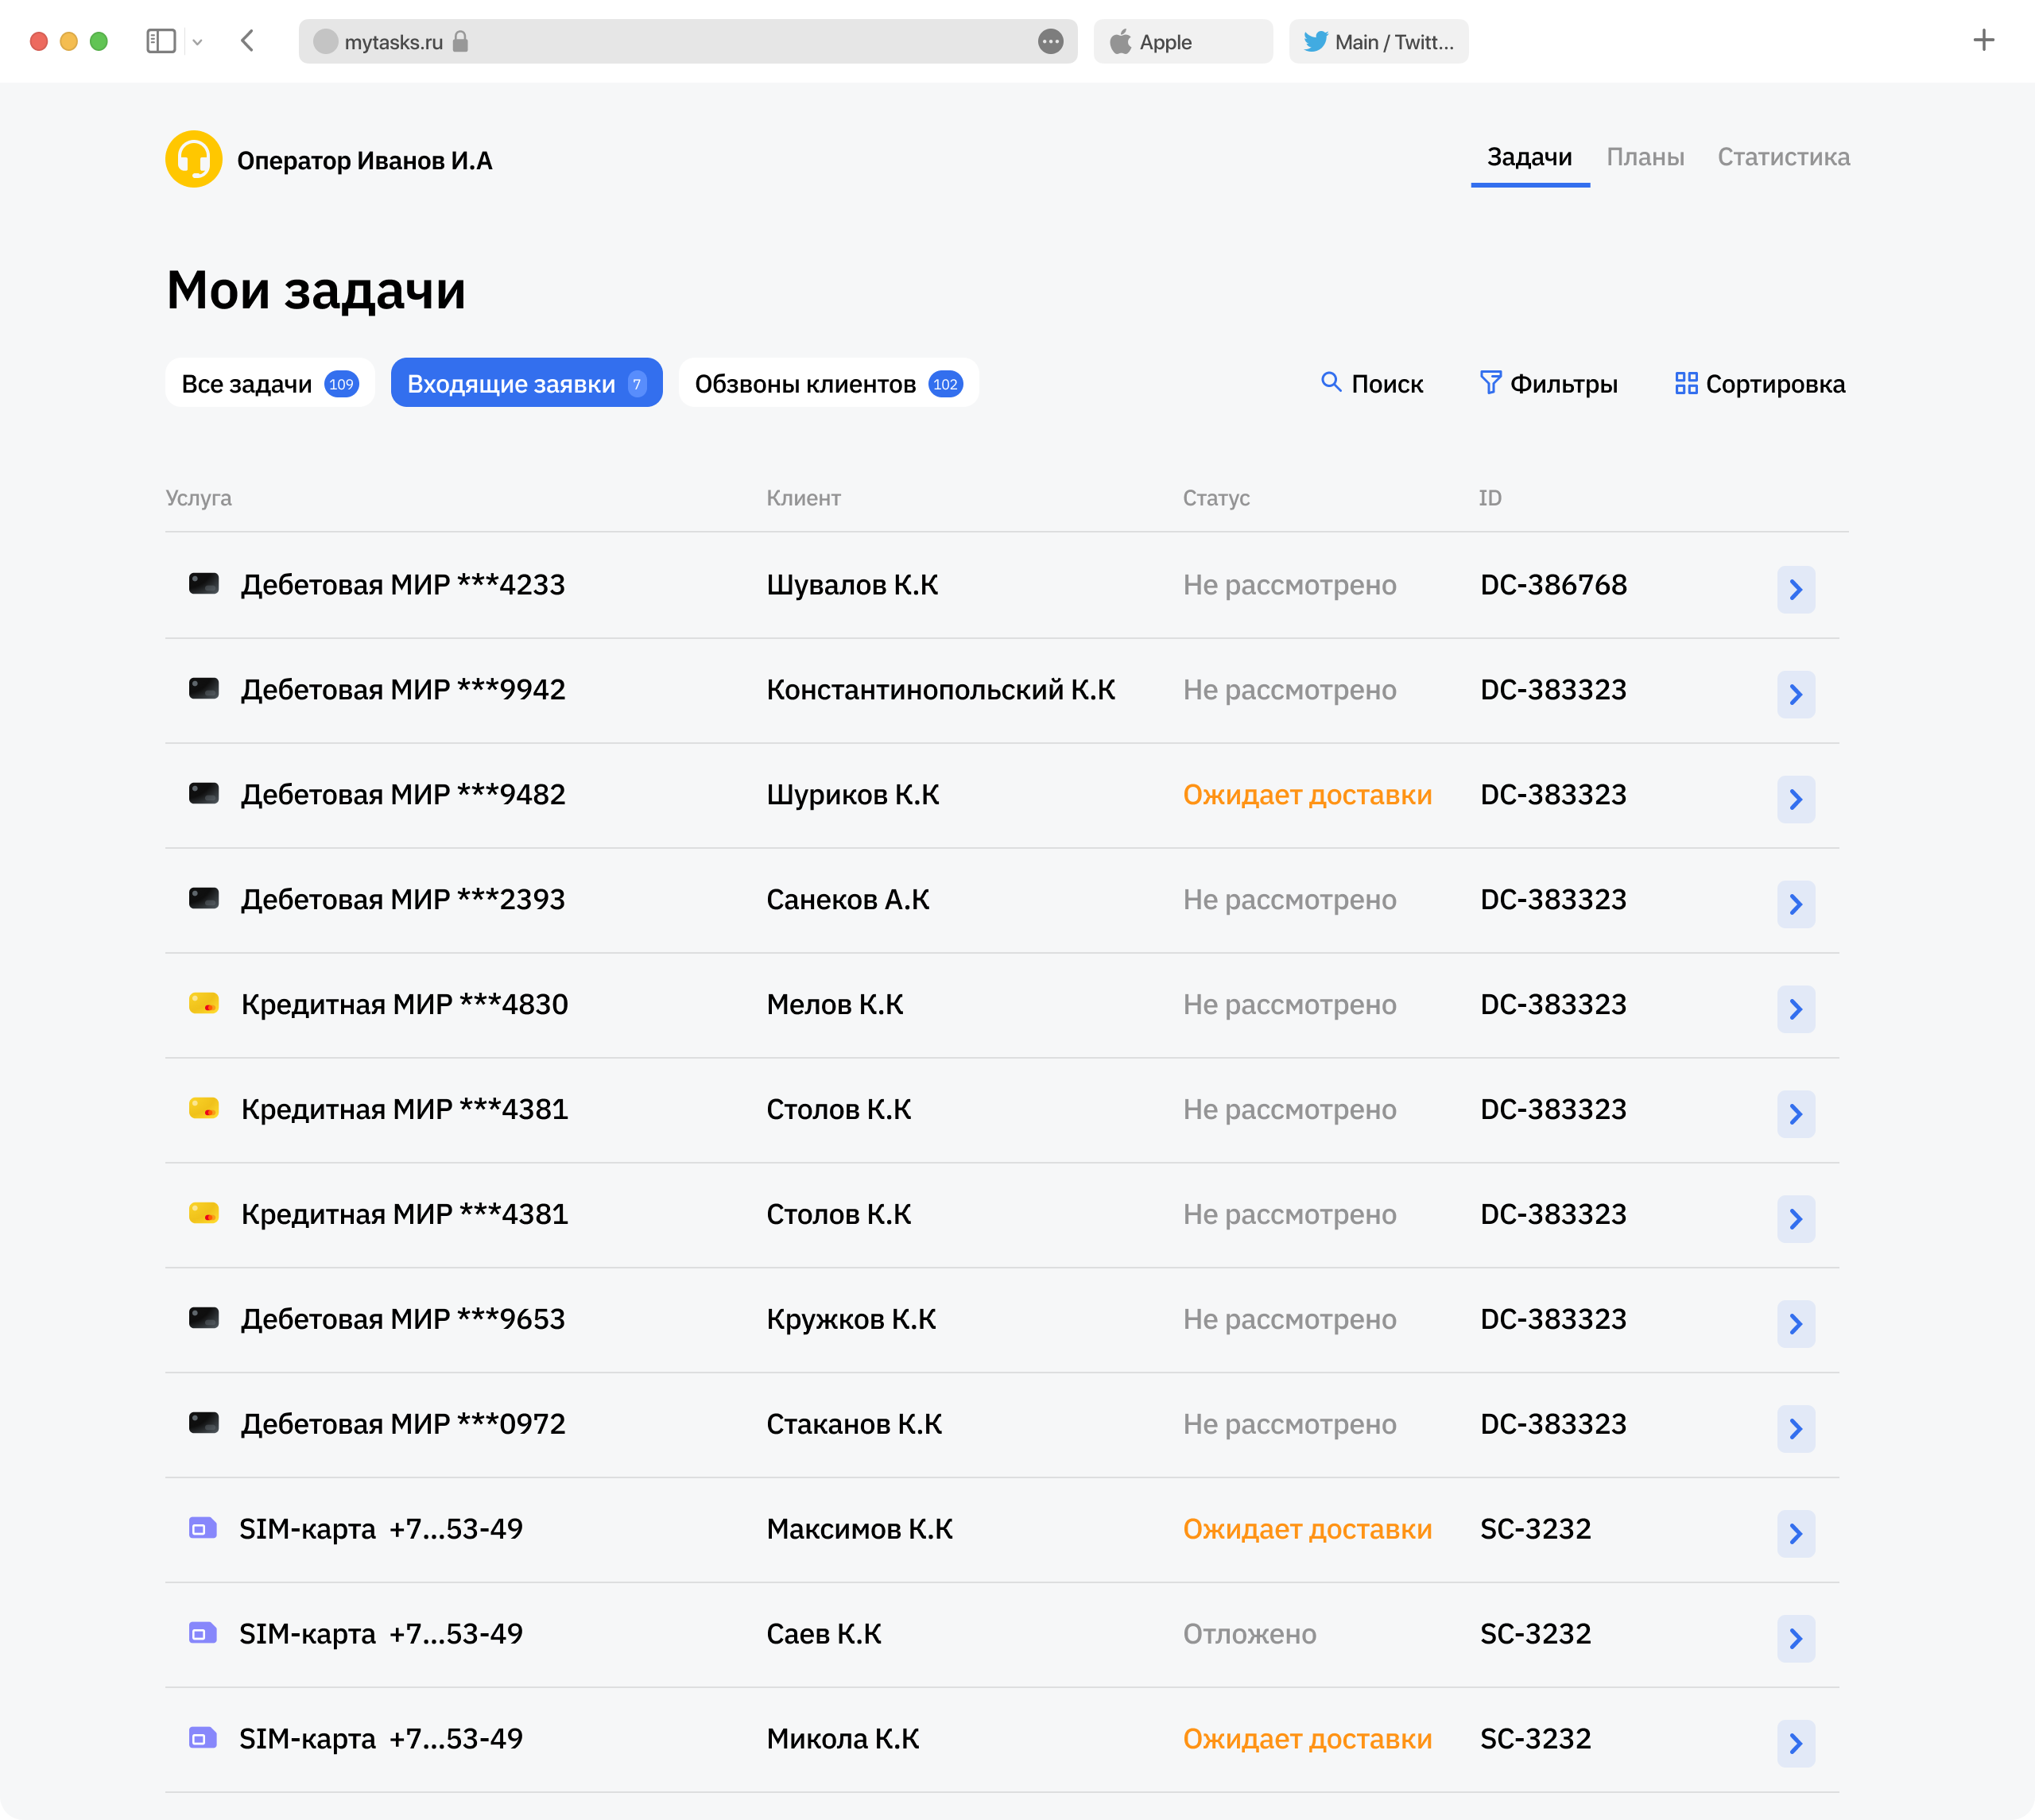 mytasks.ru Apple Main / Twitt...
Оператор Иванов И.А Задачи Планы Статистика
Мои задачи
Все задачи 109 Входящие заявки 7 Обзвоны клиентов 102 Поиск Фильтры Сортировка
Услуга Клиент Статус ID
Дебетовая МИР ***4233 Шувалов К.К Не рассмотрено DC-386768
Дебетовая МИР ***9942 Константинопольский К.К Не рассмотрено DC-383323
Дебетовая МИР ***9482 Шуриков К.К Ожидает доставки DC-383323
Дебетовая МИР ***2393 Санеков А.К Не рассмотрено DC-383323
Кредитная МИР ***4830 Мелов К.К Не рассмотрено DC-383323
Кредитная МИР ***4381 Столов К.К Не рассмотрено DC-383323
Кредитная МИР ***4381 Столов К.К Не рассмотрено DC-383323
Дебетовая МИР ***9653 Кружков К.К Не рассмотрено DC-383323
Дебетовая МИР ***0972 Стаканов К.К Не рассмотрено DC-383323
SIM-карта +7...53-49 Максимов К.К Ожидает доставки SC-3232
SIM-карта +7...53-49 Саев К.К Отложено SC-3232
SIM-карта +7...53-49 Микола К.К Ожидает доставки SC-3232